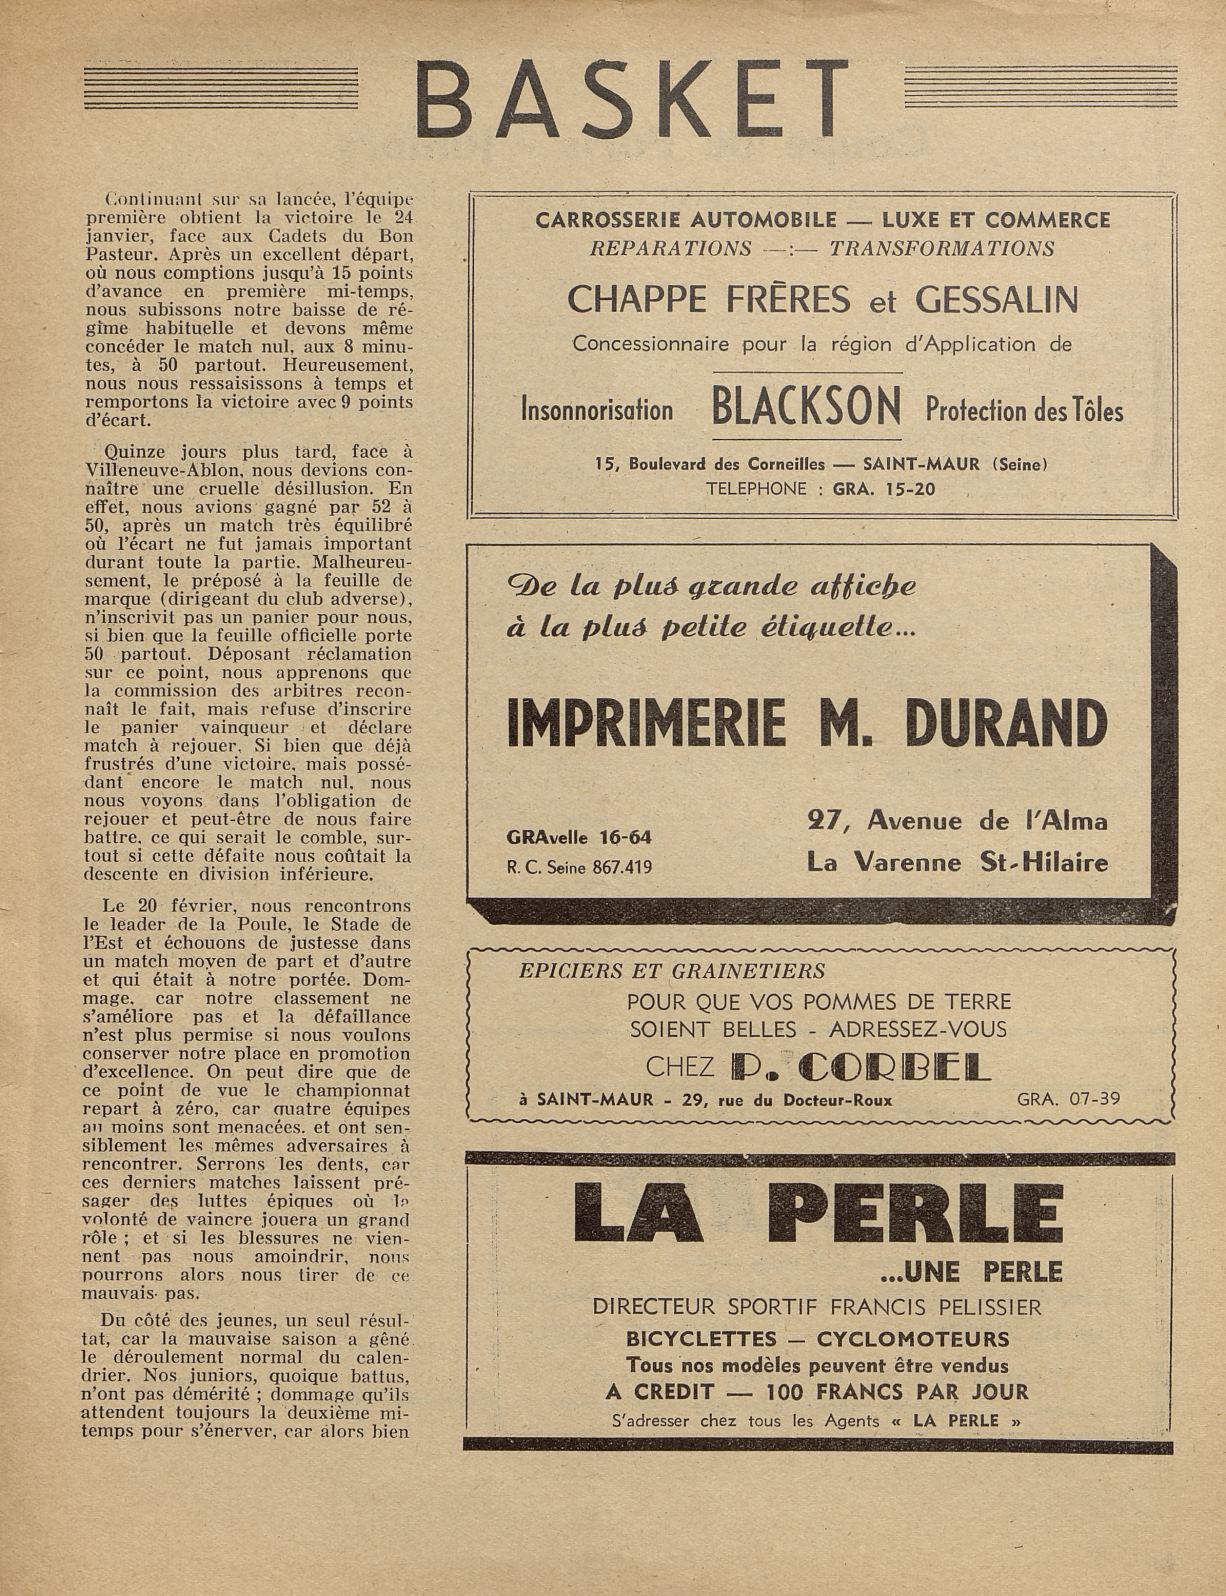 BASKET
Continuant sur sa lancée, l'équipe
première obtient la victoire le 24
janvier, face aux Cadets du Bon
Pasteur. Après un excellent départ,
où nous comptions jusqu'à 15 points
d'avance en première mi-temps,
nous subissons notre baisse de ré-
gime habituelle et devons même
concéder le match nul, aux 8 minu-
tes, à 50 partout. Heureusement,
nous nous ressaisissons à temps et
remportons la victoire avec 9 points
d'écart.
Quinze jours plus tard, face à
Villeneuve-Ablon, nous devions con-
naître une cruelle désillusion. En
effet, nous avions gagné par 52 à
50, après un match très équilibré
où l'écart ne fut jamais important
durant toute la partie. Malheureu-
sement, le préposé à la feuille de
marque (dirigeant du club adverse),
n'inscrivit pas un panier pour nous,
si bien que la feuille officielle porte
50 partout. Déposant réclamation
sur ce point, nous apprenons que
la commission des arbitres recon-
naît le fait, mais refuse d'inscrire
le panier vainqueur et déclare
match à rejouer. Si bien que déjà
frustrés d'une victoire, mais possé-
dant encore le match nul, nous
nous voyons dans l'obligation de
rejouer et peut-être de nous faire
battre, ce qui serait le comble, sur-
tout si cette défaite nous coûtait la
descente en division inférieure.
Le 20 février, nous rencontrons
le leader de la Poule, le Stade de
l'Est et échouons de justesse dans
un match moyen de part et d'autre
et qui était à notre portée. Dom-
mage, car notre classement ne
s'améliore pas et la défaillance
n'est plus permise si nous voulons
conserver notre place en promotion
d'excellence. On peut dire que de
ce point de vue le championnat
repart à zéro, car quatre équipes
au moins sont menacées. et ont sen-
siblement les mêmes adversaires à
rencontrer. Serrons les dents, car
ces derniers matches laissent pré-
sager des luttes épiques où la
volonté de vaincre jouera un grand
rôle ; et si les blessures ne vien-
nent pas nous amoindrir, nous
pourrons alors nous tirer de ce
mauvais pas.
Du côté des jeunes, un seul résul-
tat, car la mauvaise saison a gêné
le déroulement normal du calen-
drier. Nos juniors, quoique battus,
n'ont pas démérité ; dommage qu'ils
attendent toujours la deuxième mi-
temps pour s'énerver, car alors bien
CARROSSERIE AUTOMOBILE — LUXE ET COMMERCE
REPARATIONS —:— TRANSFORMATIONS
CHAPPE FRÈRES et GESSALIN
Concessionnaire pour la région d'Application de
Insonnorisation BLACKSON Protection des Tôles
15, Boulevard des Corneilles — SAINT-MAUR (Seine)
TELEPHONE : GRA. 15-20
De la plus grande affiche
à la plus petite étiquette...
IMPRIMERIE M. DURAND
GRAvelle 16-64
R. C. Seine 867.419
27, Avenue de l'Alma
La Varenne St-Hilaire
EPICIERS ET GRAINETIERS
POUR QUE VOS POMMES DE TERRE
SOIENT BELLES - ADRESSEZ-VOUS
CHEZ P. CORBEL
à SAINT-MAUR - 29, rue du Docteur-Roux GRA. 07-39
LA PERLE
...UNE PERLE
DIRECTEUR SPORTIF FRANCIS PELISSIER
BICYCLETTES — CYCLOMOTEURS
Tous nos modèles peuvent être vendus
A CREDIT — 100 FRANCS PAR JOUR
S'adresser chez tous les Agents « LA PERLE »